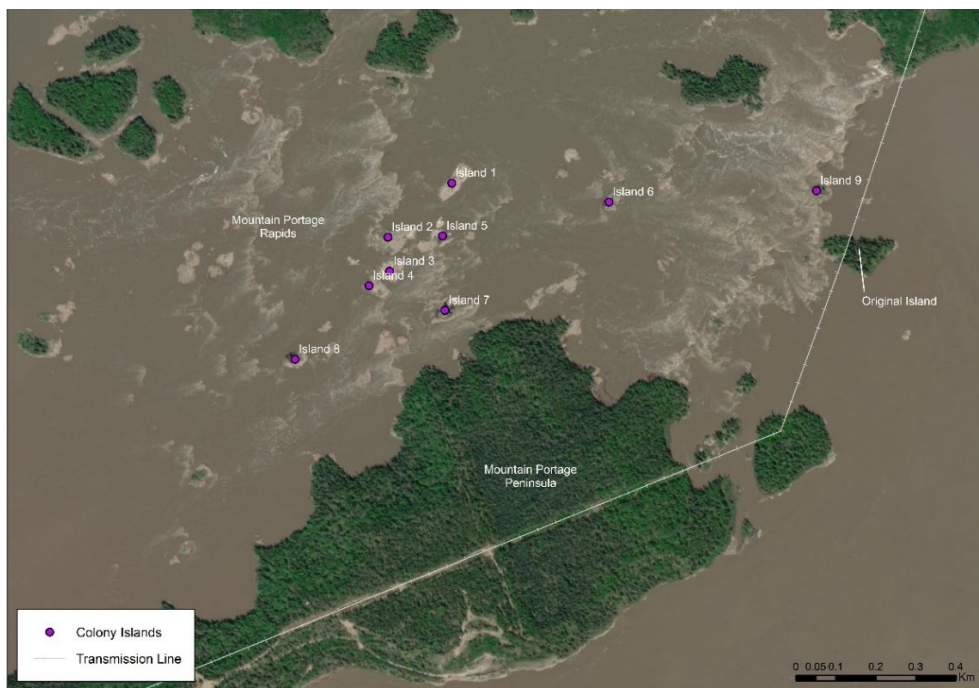 Island 1
Island 6
Island 9
Mountain Portage
Rapids
Island 2
Island 5
Island 3
Island 4
Original Island
Island 7
Island 8
Mountain Portage
Peninsula
Colony Islands
Transmission Line
0 0.05 0.1 0.2 0.3 0.4
Km